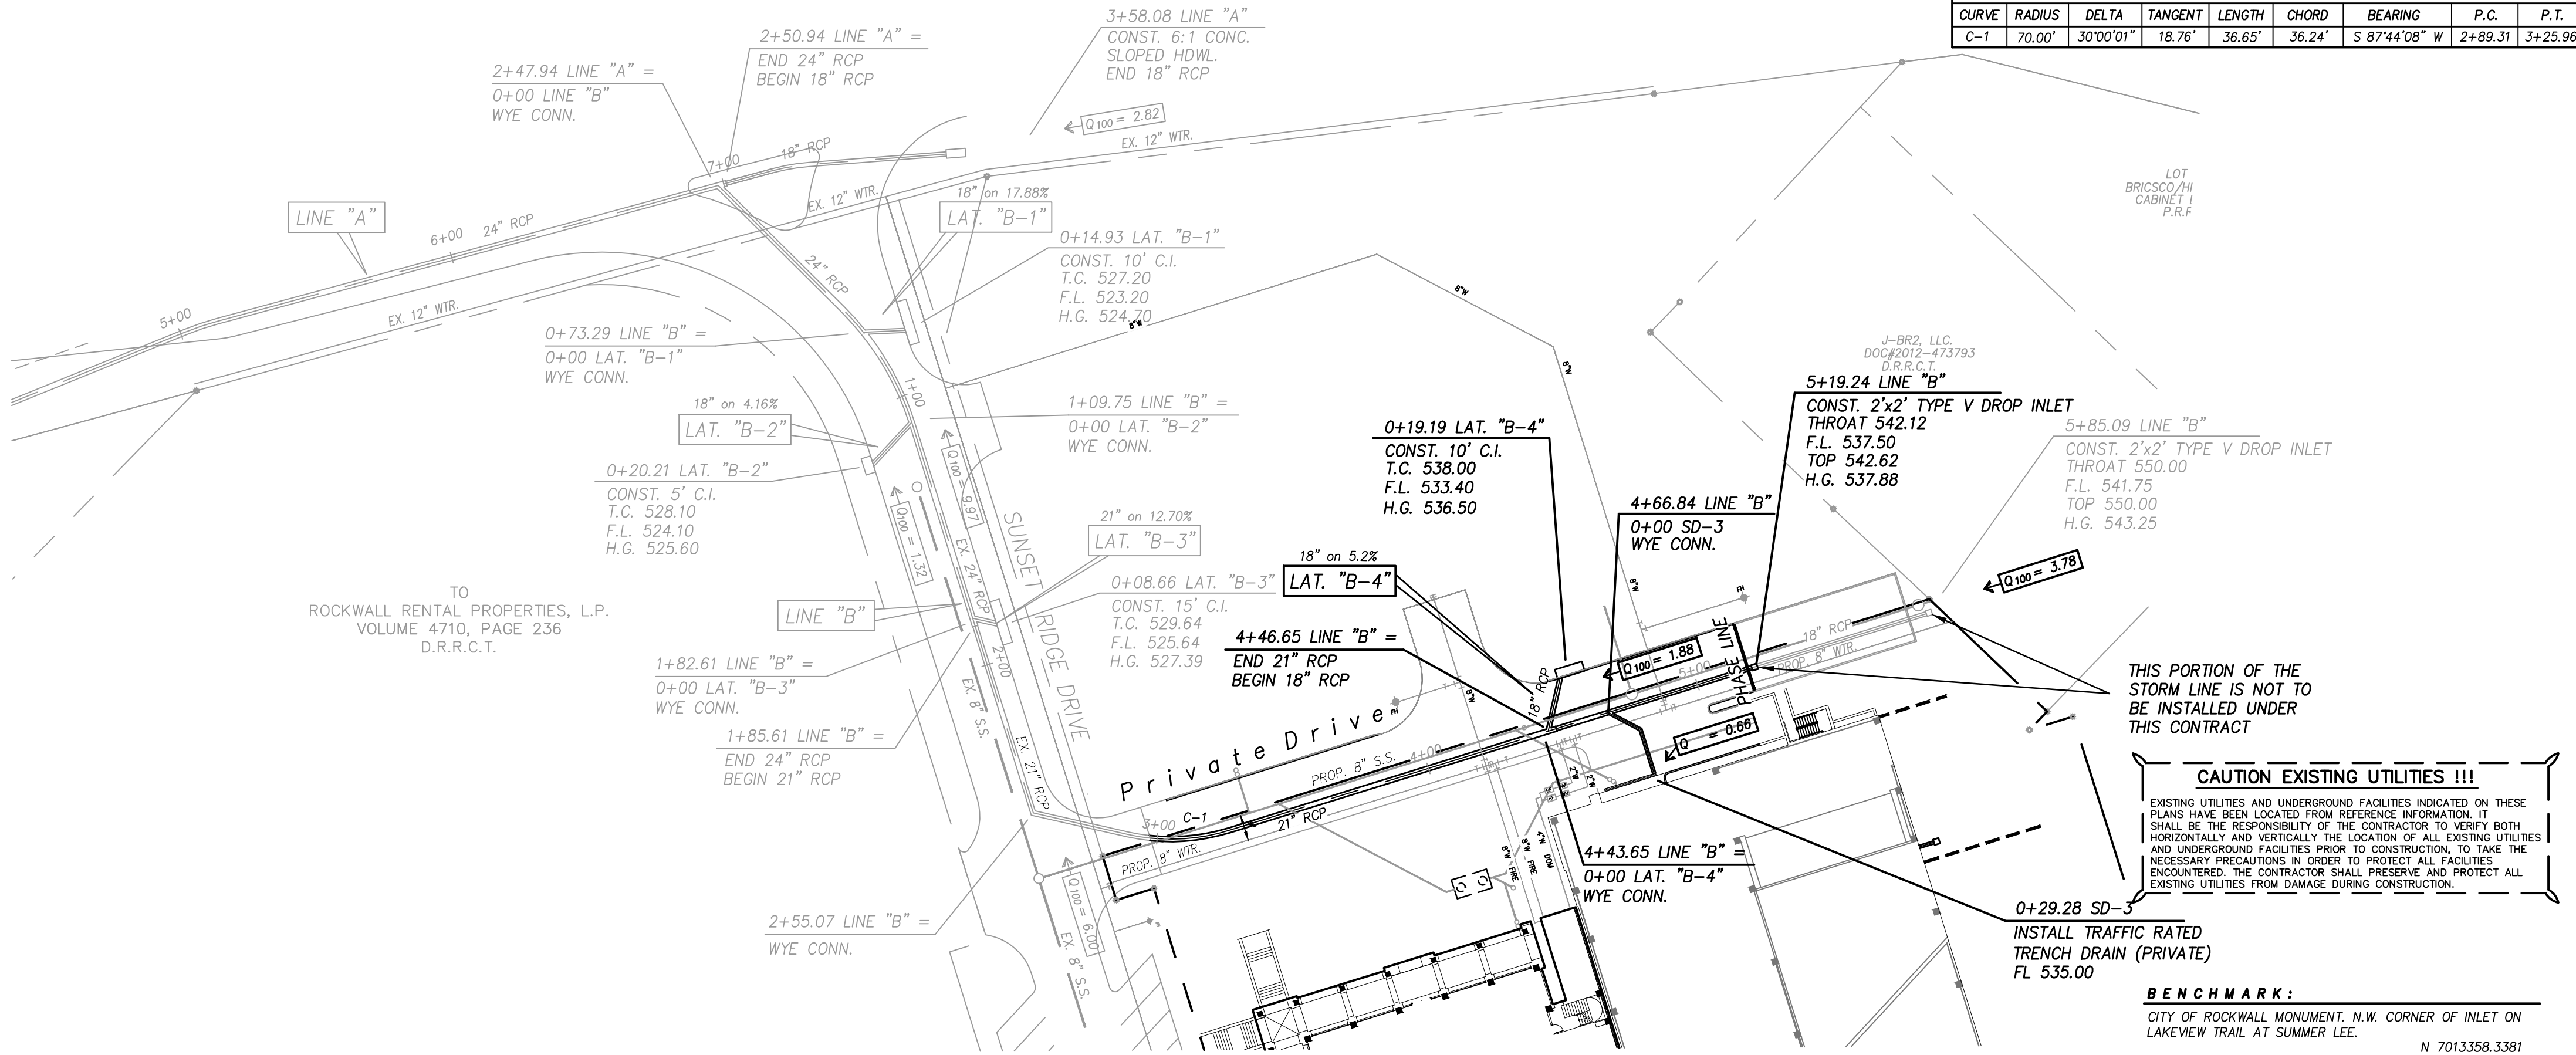 CURVE RADIUS DELTA TANGENT LENGTH CHORD BEARING P.C. P.T.
C-1 70.00' 30°00'01" 18.76' 36.65' 36.24' S 87°44'08" W 2+89.31 3+25.96
3+58.08 LINE "A"
CONST. 6:1 CONC.
SLOPED HDWL.
END 18" RCP
2+50.94 LINE "A" =
END 24" RCP
BEGIN 18" RCP
2+47.94 LINE "A" =
0+00 LINE "B"
WYE CONN.
Q100 = 2.82
EX. 12" WTR.
7+00
18" RCP
EX. 12" WTR.
18" on 17.88%
LAT. "B-1"
LINE "A"
6+00
24" RCP
5+00
EX. 12" WTR.
24" RCP
0+14.93 LAT. "B-1"
CONST. 10' C.I.
T.C. 527.20
F.L. 523.20
H.G. 524.70
8"W
8"W
8"W
LOT
BRICSCO/HI
CABINET I
P.R.F
0+73.29 LINE "B" =
0+00 LAT. "B-1"
WYE CONN.
1+00
18" on 4.16%
LAT. "B-2"
1+09.75 LINE "B" =
0+00 LAT. "B-2"
WYE CONN.
0+20.21 LAT. "B-2"
CONST. 5' C.I.
T.C. 528.10
F.L. 524.10
H.G. 525.60
Q100 = 9.97
Q100 = 1.32
EX. 24" RCP
SUNSET RIDGE DRIVE
21" on 12.70%
LAT. "B-3"
0+08.66 LAT. "B-3"
CONST. 15' C.I.
T.C. 529.64
F.L. 525.64
H.G. 527.39
LINE "B"
TO
ROCKWALL RENTAL PROPERTIES, L.P.
VOLUME 4710, PAGE 236
D.R.R.C.T.
1+82.61 LINE "B" =
0+00 LAT. "B-3"
WYE CONN.
2+00
EX. 8" S.S.
EX. 21" RCP
1+85.61 LINE "B" =
END 24" RCP
BEGIN 21" RCP
2+55.07 LINE "B" =
WYE CONN.
Q100 = 6.00
EX. 8" S.S.
J-BR2, LLC.
DOC#2012-473793
D.R.R.C.T.
5+19.24 LINE "B"
CONST. 2'x2' TYPE V DROP INLET
THROAT 542.12
F.L. 537.50
TOP 542.62
H.G. 537.88
5+85.09 LINE "B"
CONST. 2'x2' TYPE V DROP INLET
THROAT 550.00
F.L. 541.75
TOP 550.00
H.G. 543.25
0+19.19 LAT. "B-4"
CONST. 10' C.I.
T.C. 538.00
F.L. 533.40
H.G. 536.50
4+66.84 LINE "B"
0+00 SD-3
WYE CONN.
18" on 5.2%
LAT. "B-4"
4+46.65 LINE "B" =
END 21" RCP
BEGIN 18" RCP
8"W
FH
Q100 = 3.78
PHASE LINE
18" RCP
PROP. 8" WTR.
Q100 = 1.88
5+00
18" RCP
8"W
FH
Q = 0.66
Private Drive
PROP. 8" S.S.
4+00
C-1
3+00
21" RCP
PROP. 8" WTR.
2"W
2"W
8"W FIRE
8"W FIRE
4"W DOM
4+43.65 LINE "B" =
0+00 LAT. "B-4"
WYE CONN.
THIS PORTION OF THE
STORM LINE IS NOT TO
BE INSTALLED UNDER
THIS CONTRACT
CAUTION EXISTING UTILITIES !!!
EXISTING UTILITIES AND UNDERGROUND FACILITIES INDICATED ON THESE
PLANS HAVE BEEN LOCATED FROM REFERENCE INFORMATION. IT
SHALL BE THE RESPONSIBILITY OF THE CONTRACTOR TO VERIFY BOTH
HORIZONTALLY AND VERTICALLY THE LOCATION OF ALL EXISTING UTILITIES
AND UNDERGROUND FACILITIES PRIOR TO CONSTRUCTION, TO TAKE THE
NECESSARY PRECAUTIONS IN ORDER TO PROTECT ALL FACILITIES
ENCOUNTERED. THE CONTRACTOR SHALL PRESERVE AND PROTECT ALL
EXISTING UTILITIES FROM DAMAGE DURING CONSTRUCTION.
0+29.28 SD-3
INSTALL TRAFFIC RATED
TRENCH DRAIN (PRIVATE)
FL 535.00
BENCHMARK:
CITY OF ROCKWALL MONUMENT. N.W. CORNER OF INLET ON
LAKEVIEW TRAIL AT SUMMER LEE.
N 7013358.3381